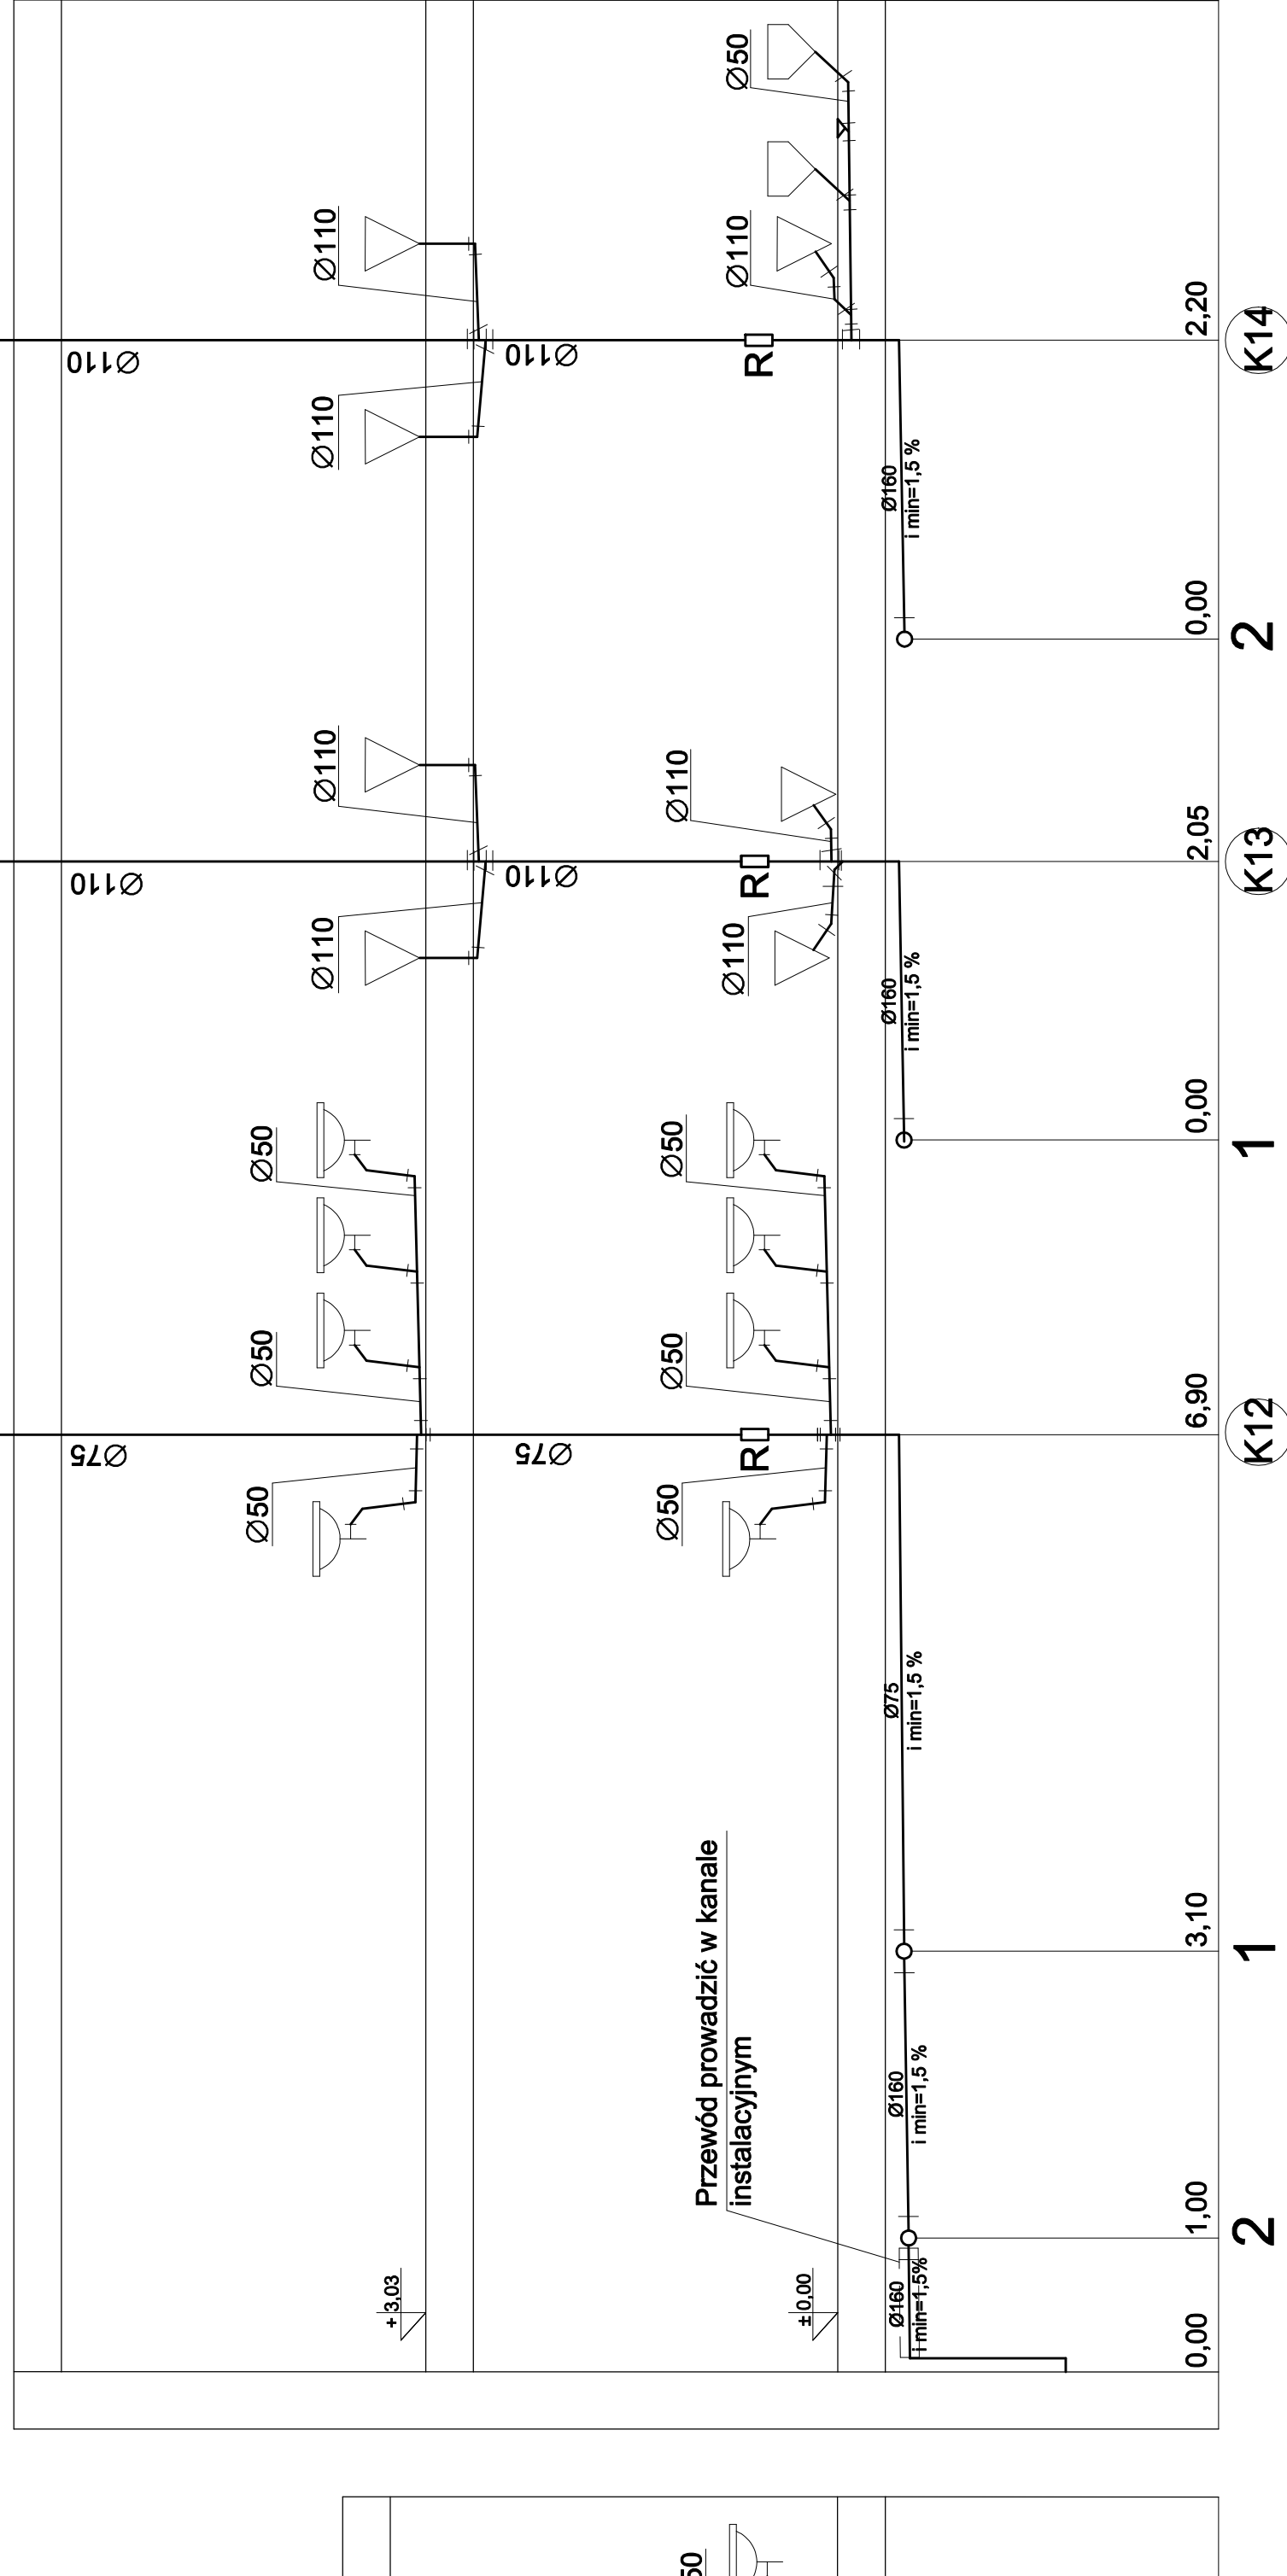 Ø110
Ø110
Ø110
Ø110
R
Ø110
Ø50
Ø160
i min=1,5 %
2,20
K14
0,00
2
Ø110
Ø110
Ø110
Ø110
R
Ø110
Ø110
Ø160
i min=1,5 %
2,05
K13
0,00
1
Ø50
Ø50
Ø75
Ø50
Ø50
Ø50
Ø75
R
Ø50
6,90
K12
Ø75
i min=1,5 %
3,10
1
Ø160
i min=1,5 %
Przewód prowadzić w kanale
instalacyjnym
1,00
2
+ 3,03
± 0,00
Ø160
i min=1,5%
0,00